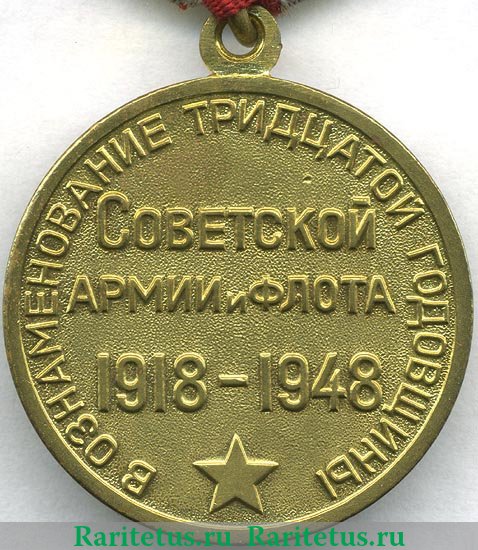 В ОЗНАМЕНОВАНИЕ ТРИДЦАТОЙ ГОДОВЩИНЫ
СОВЕТСКОЙ
АРМИИ и ФЛОТА
1918-1948
Raritetus.ru Raritetus.ru